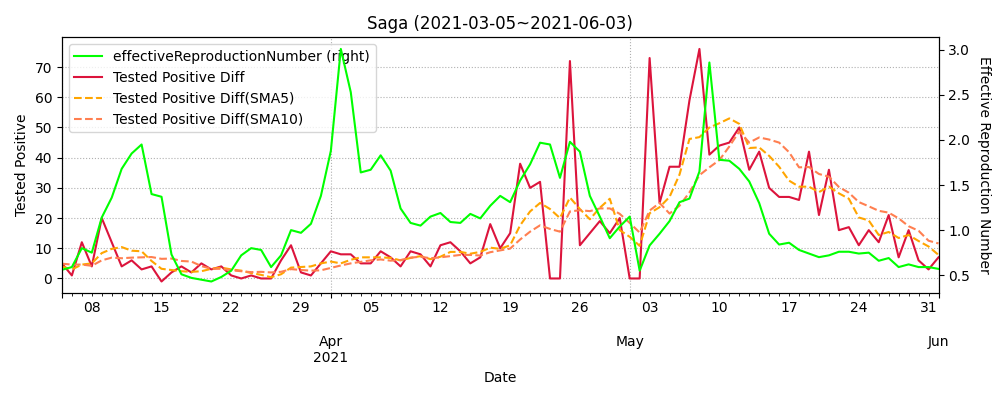 Saga (2021-03-05~2021-06-03)
effectiveReproductionNumber (right)
Tested Positive Diff
Tested Positive Diff(SMA5)
Tested Positive Diff(SMA10)
Tested Positive
70
60
50
40
30
20
10
0
3.0
2.5
2.0
1.5
1.0
0.5
Effective Reproduction Number
08 15 22 29 05 12 19 26 03 10 17 24 31
Apr May Jun
2021
Date